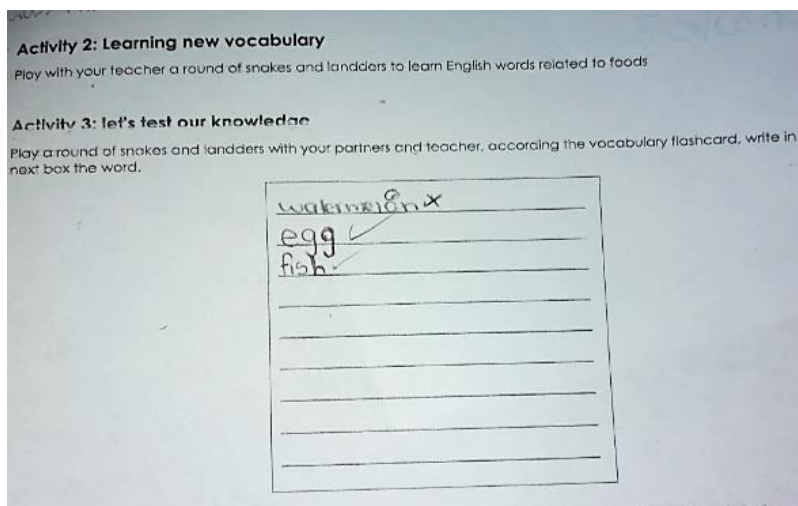 Activity 2: Learning new vocabulary
Play with your teacher a round of snakes and landders to learn English words related to foods
Activity 3: let's test our knowledge
Play a round of snakes and landders with your partners and teacher, according the vocabulary flashcard, write in
next box the word.
egg
fish